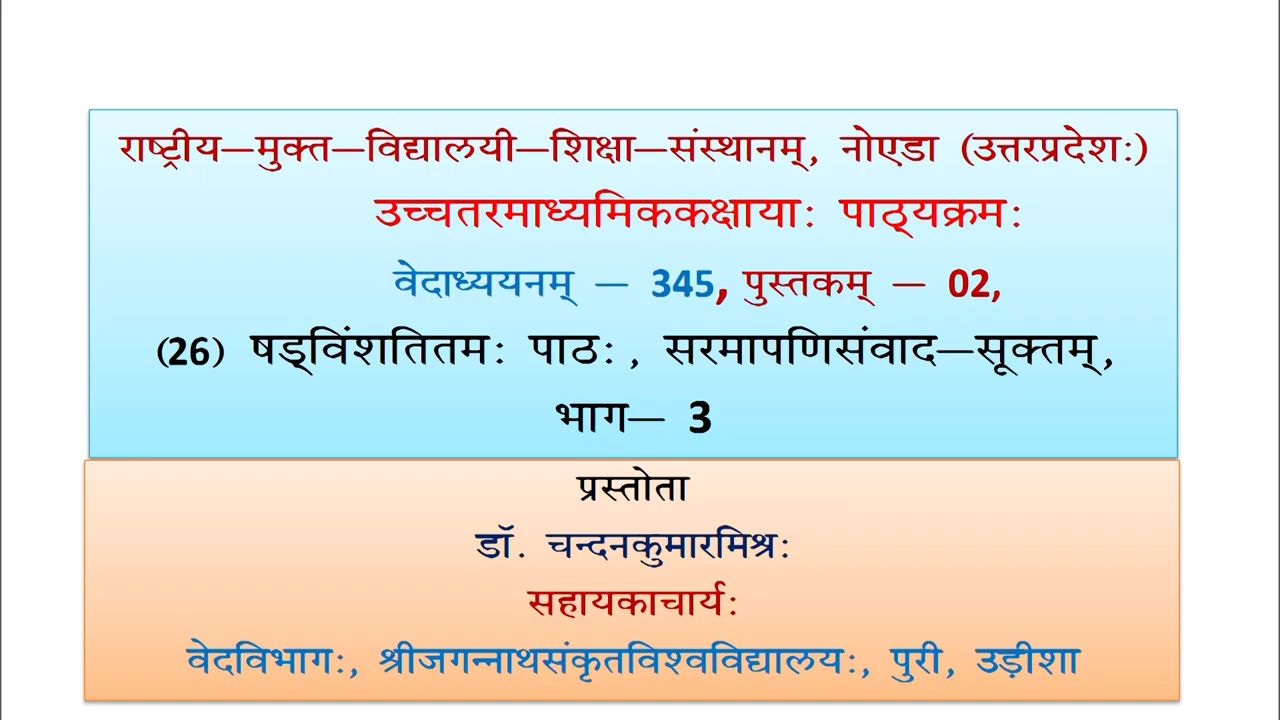 राष्ट्रीय—मुक्त—विद्यालयी—शिक्षा—संस्थानम्, नोएडा (उत्तरप्रदेशः)
उच्चतरमाध्यमिककक्षायाः पाठ्यक्रमः
वेदाध्ययनम् — 345, पुस्तकम् — 02,
(26) षड्विंशतितमः पाठः, सरमापणिसंवाद—सूक्तम्,
भाग— 3
प्रस्तोता
डॉ. चन्दनकुमारमिश्रः
सहायकाचार्यः
वेदविभागः, श्रीजगन्नाथसंकृतविश्वविद्यालयः, पुरी, उड़ीशा